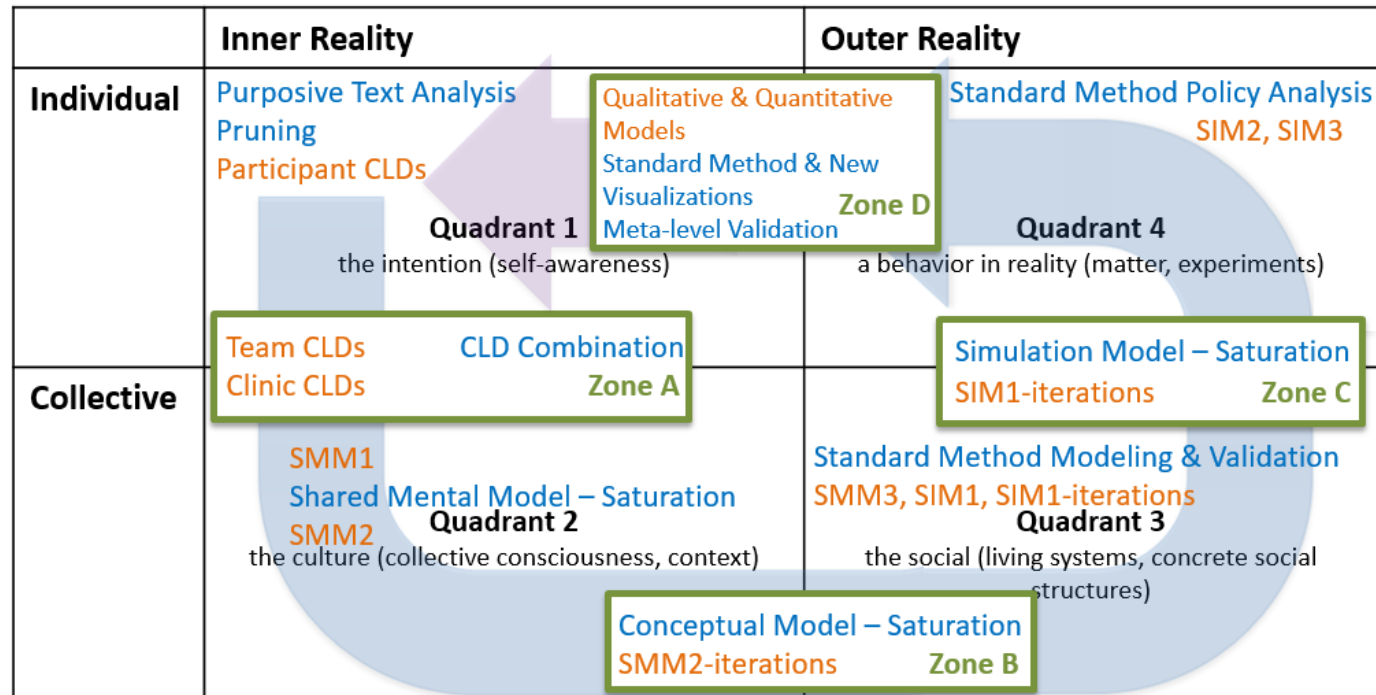 Inner Reality
Outer Reality
Individual
Purposive Text Analysis
Pruning
Participant CLDs
Quadrant 1
the intention (self-awareness)
Qualitative & Quantitative
Models
Standard Method & New
Visualizations
Zone D
Meta-level Validation
Standard Method Policy Analysis
SIM2, SIM3
Quadrant 4
a behavior in reality (matter, experiments)
Team CLDs CLD Combination
Clinic CLDs Zone A
Simulation Model – Saturation
SIM1-iterations Zone C
Collective
SMM1
Shared Mental Model – Saturation
SMM2
Quadrant 2
the culture (collective consciousness, context)
Standard Method Modeling & Validation
SMM3, SIM1, SIM1-iterations
Quadrant 3
the social (living systems, concrete social
structures)
Conceptual Model – Saturation
SMM2-iterations Zone B